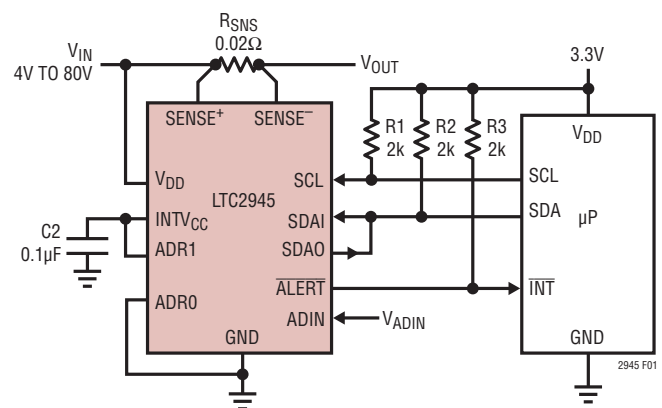 RSNS
0.02Ω
VIN
4V TO 80V
VOUT
3.3V
SENSE+
SENSE–
R1
2k
R2
2k
R3
2k
VDD
VDD
LTC2945
SCL
SCL
INTVCC
SDAI
SDA
µP
C2
0.1µF
ADR1
SDAO
ALERT
INT
ADR0
ADIN
VADIN
GND
GND
2945 F01